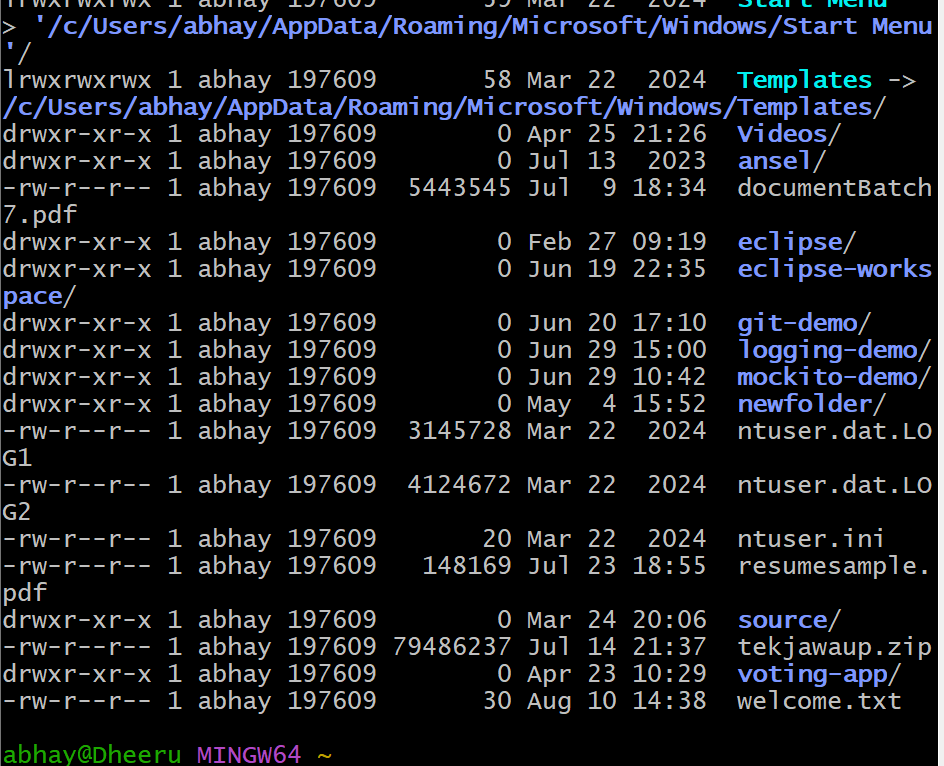 lrwxrwxrwx 1 abhay 197609       59 Mar 22  2024  Start Menu -
> '/c/Users/abhay/AppData/Roaming/Microsoft/Windows/Start Menu
'/
lrwxrwxrwx 1 abhay 197609       58 Mar 22  2024  Templates ->
/c/Users/abhay/AppData/Roaming/Microsoft/Windows/Templates/
drwxr-xr-x 1 abhay 197609        0 Apr 25 21:26  Videos/
drwxr-xr-x 1 abhay 197609        0 Jul 13  2023  ansel/
-rw-r--r-- 1 abhay 197609  5443545 Jul  9 18:34  documentBatch
7.pdf
drwxr-xr-x 1 abhay 197609        0 Feb 27 09:19  eclipse/
drwxr-xr-x 1 abhay 197609        0 Jun 19 22:35  eclipse-works
pace/
drwxr-xr-x 1 abhay 197609        0 Jun 20 17:10  git-demo/
drwxr-xr-x 1 abhay 197609        0 Jun 29 15:00  logging-demo/
drwxr-xr-x 1 abhay 197609        0 Jun 29 10:42  mockito-demo/
drwxr-xr-x 1 abhay 197609        0 May  4 15:52  newfolder/
-rw-r--r-- 1 abhay 197609  3145728 Mar 22  2024  ntuser.dat.LO
G1
-rw-r--r-- 1 abhay 197609  4124672 Mar 22  2024  ntuser.dat.LO
G2
-rw-r--r-- 1 abhay 197609       20 Mar 22  2024  ntuser.ini
-rw-r--r-- 1 abhay 197609   148169 Jul 23 18:55  resumesample.
pdf
drwxr-xr-x 1 abhay 197609        0 Mar 24 20:06  source/
-rw-r--r-- 1 abhay 197609 79486237 Jul 14 21:37  tekjawaup.zip
drwxr-xr-x 1 abhay 197609        0 Apr 23 10:29  voting-app/
-rw-r--r-- 1 abhay 197609       30 Aug 10 14:38  welcome.txt
abhay@Dheeru MINGW64 ~